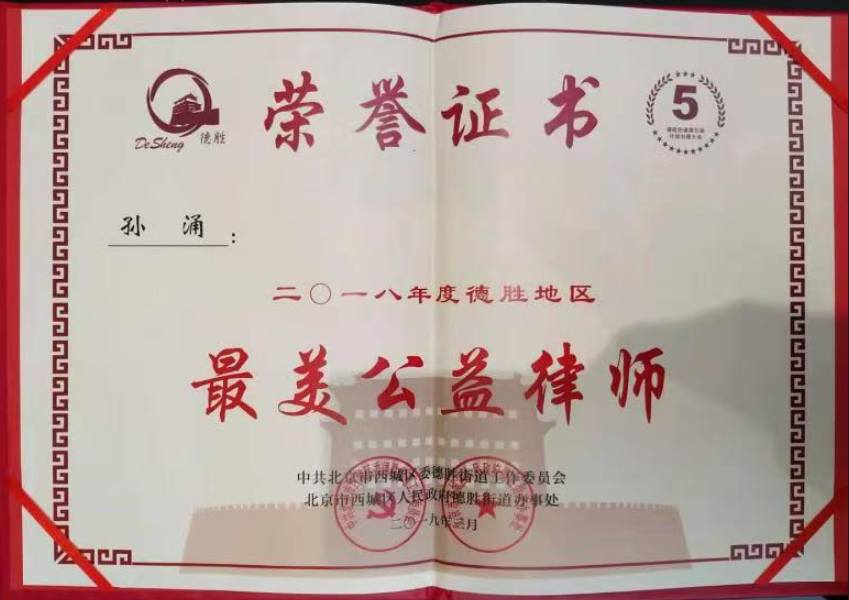 荣誉证书
DeSheng 德胜
5
孙 涌：
二〇一八年度德胜地区
最美公益律师
中共北京市西城区委德胜街道工作委员会
北京市西城区人民政府德胜街道办事处